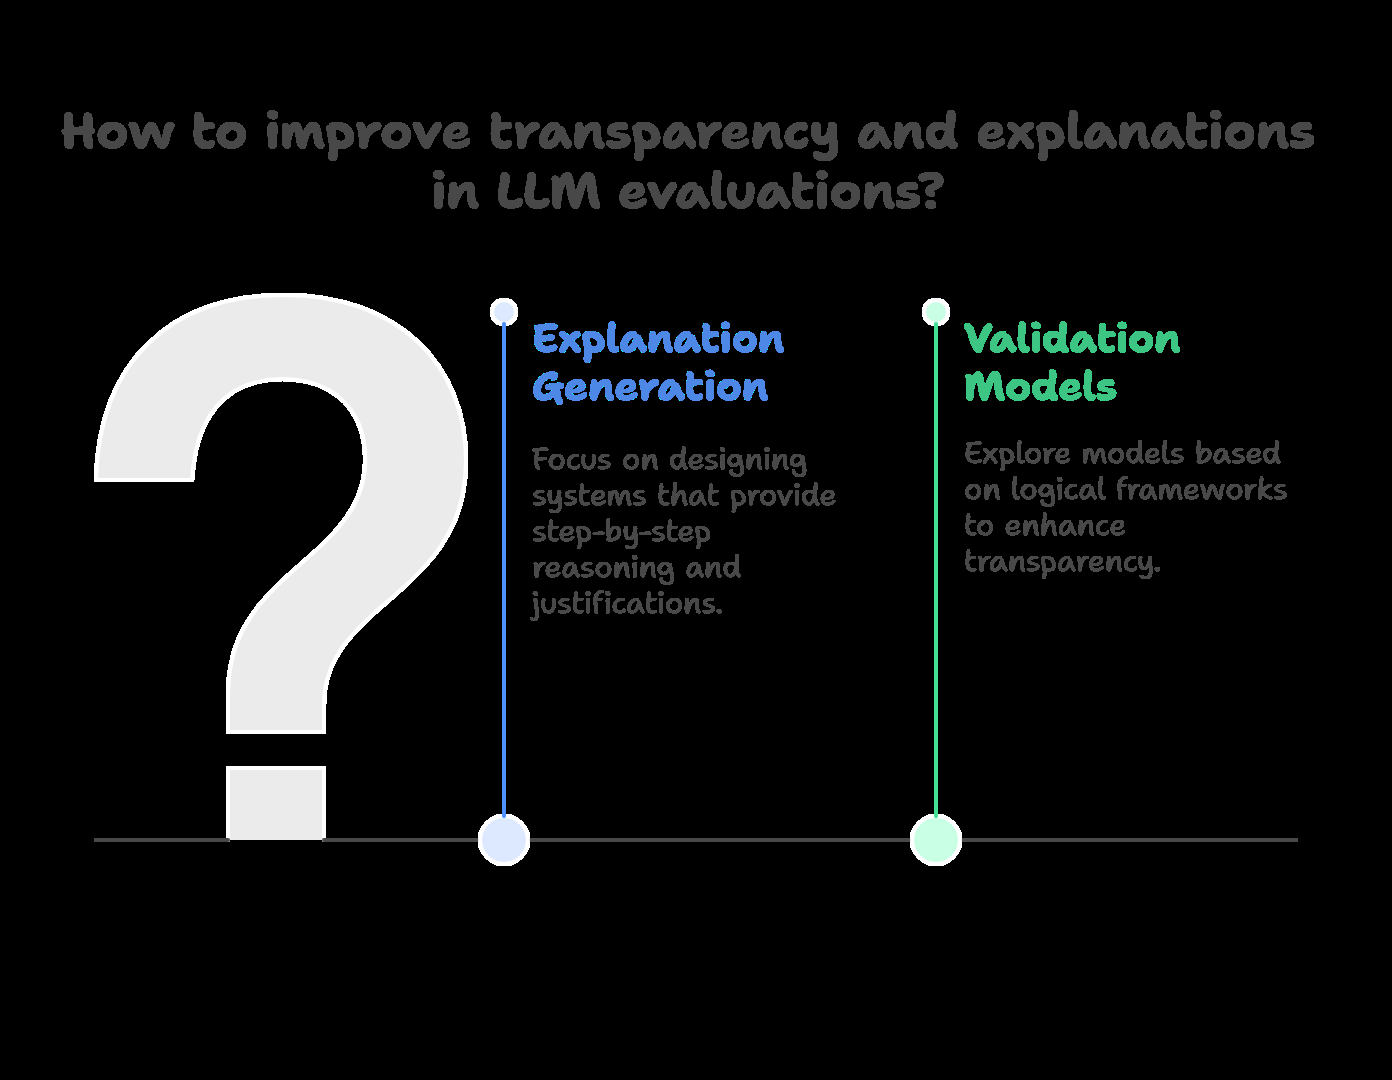 How to improve transparency and explanations
in LLM evaluations?
Explanation
Generation
Focus on designing
systems that provide
step-by-step
reasoning and
justifications.
Validation
Models
Explore models based
on logical frameworks
to enhance
transparency.